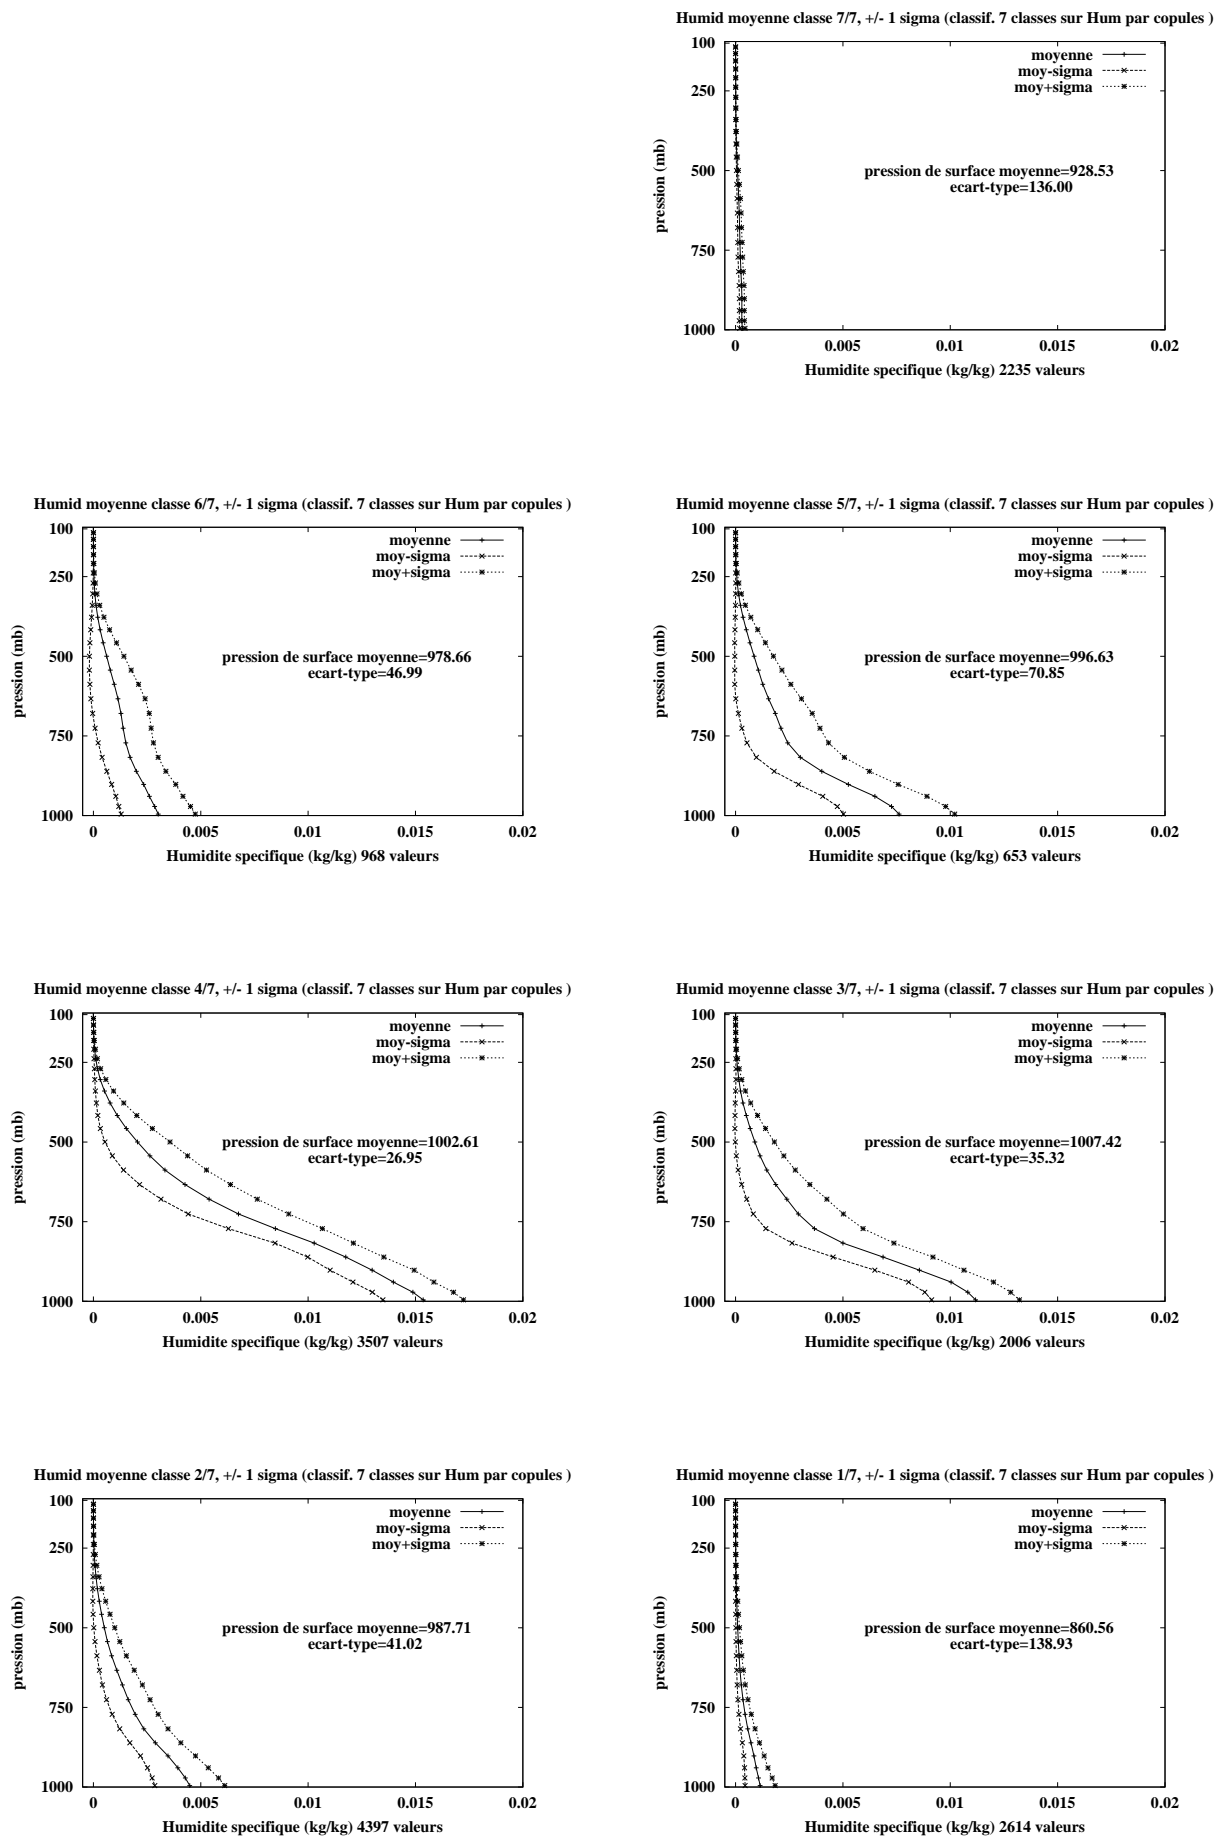 Humid moyenne classe 7/7, +/- 1 sigma (classif. 7 classes sur Hum par copules )
100
250
500
750
1000
pression (mb)
moyenne
moy-sigma
moy+sigma
pression de surface moyenne=928.53
ecart-type=136.00
0 0.005 0.01 0.015 0.02
Humidite specifique (kg/kg) 2235 valeurs
Humid moyenne classe 6/7, +/- 1 sigma (classif. 7 classes sur Hum par copules )
100
250
500
750
1000
pression (mb)
moyenne
moy-sigma
moy+sigma
pression de surface moyenne=978.66
ecart-type=46.99
0 0.005 0.01 0.015 0.02
Humidite specifique (kg/kg) 968 valeurs
Humid moyenne classe 5/7, +/- 1 sigma (classif. 7 classes sur Hum par copules )
100
250
500
750
1000
pression (mb)
moyenne
moy-sigma
moy+sigma
pression de surface moyenne=996.63
ecart-type=70.85
0 0.005 0.01 0.015 0.02
Humidite specifique (kg/kg) 653 valeurs
Humid moyenne classe 4/7, +/- 1 sigma (classif. 7 classes sur Hum par copules )
100
250
500
750
1000
pression (mb)
moyenne
moy-sigma
moy+sigma
pression de surface moyenne=1002.61
ecart-type=26.95
0 0.005 0.01 0.015 0.02
Humidite specifique (kg/kg) 3507 valeurs
Humid moyenne classe 3/7, +/- 1 sigma (classif. 7 classes sur Hum par copules )
100
250
500
750
1000
pression (mb)
moyenne
moy-sigma
moy+sigma
pression de surface moyenne=1007.42
ecart-type=35.32
0 0.005 0.01 0.015 0.02
Humidite specifique (kg/kg) 2006 valeurs
Humid moyenne classe 2/7, +/- 1 sigma (classif. 7 classes sur Hum par copules )
100
250
500
750
1000
pression (mb)
moyenne
moy-sigma
moy+sigma
pression de surface moyenne=987.71
ecart-type=41.02
0 0.005 0.01 0.015 0.02
Humidite specifique (kg/kg) 4397 valeurs
Humid moyenne classe 1/7, +/- 1 sigma (classif. 7 classes sur Hum par copules )
100
250
500
750
1000
pression (mb)
moyenne
moy-sigma
moy+sigma
pression de surface moyenne=860.56
ecart-type=138.93
0 0.005 0.01 0.015 0.02
Humidite specifique (kg/kg) 2614 valeurs